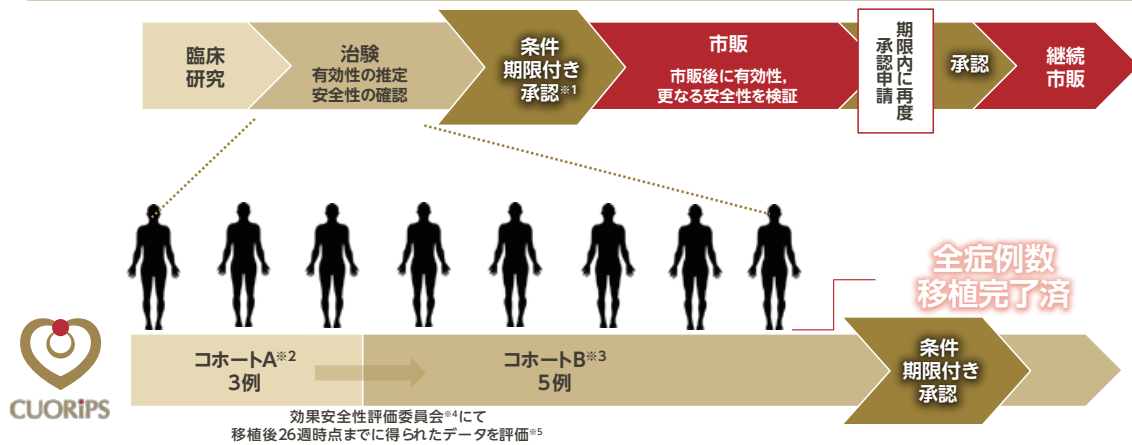 臨床
研究
治験
有効性の推定
安全性の確認
条件
期限付き
承認※1
市販
市販後に有効性,
更なる安全性を検証
期限内に再度
承認申請
承認
継続
市販
全症例数
移植完了済
コホートA※2
3例
コホートB※3
5例
条件
期限付き
承認
CUORiPS
効果安全性評価委員会※4にて
移植後26週時点までに得られたデータを評価※5